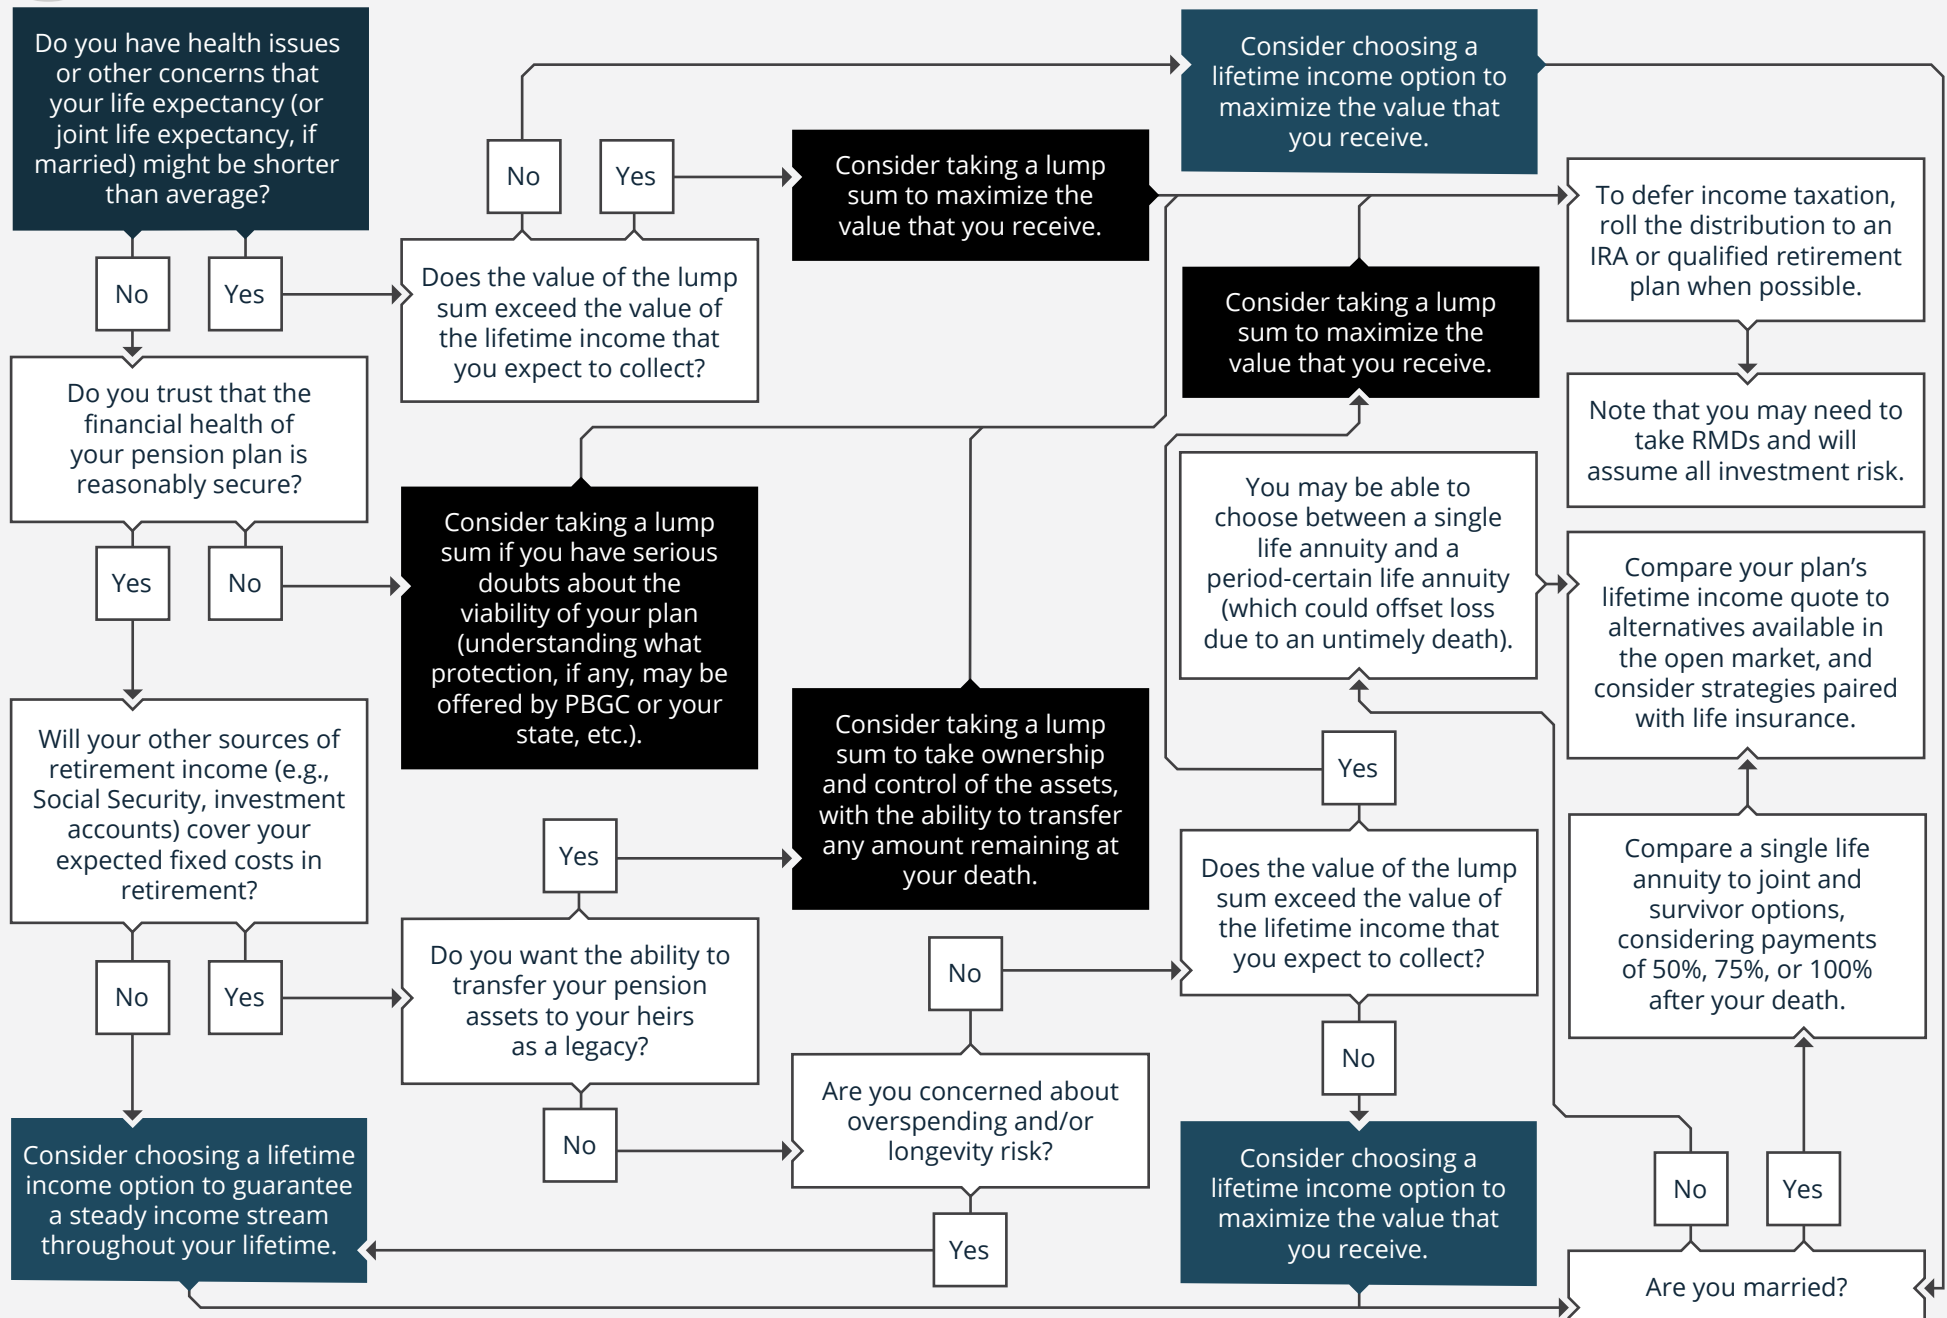 Do you have health issues
or other concerns that
your life expectancy (or
joint life expectancy, if
married) might be shorter
than average?
No
Yes
Does the value of the lump
sum exceed the value of
the lifetime income that
you expect to collect?
No
Yes
Consider taking a lump
sum to maximize the
value that you receive.
Consider choosing a
lifetime income option to
maximize the value that
you receive.
Do you trust that the
financial health of
your pension plan is
reasonably secure?
Yes
No
Consider taking a lump
sum if you have serious
doubts about the
viability of your plan
(understanding what
protection, if any, may be
offered by PBGC or your
state, etc.).
Will your other sources of
retirement income (e.g.,
Social Security, investment
accounts) cover your
expected fixed costs in
retirement?
No
Yes
Do you want the ability to
transfer your pension
assets to your heirs
as a legacy?
Yes
No
Consider taking a lump
sum to take ownership
and control of the assets,
with the ability to transfer
any amount remaining at
your death.
Are you concerned about
overspending and/or
longevity risk?
No
Yes
Consider choosing a lifetime
income option to guarantee
a steady income stream
throughout your lifetime.
Does the value of the lump
sum exceed the value of
the lifetime income that
you expect to collect?
Yes
No
Consider taking a lump
sum to maximize the
value that you receive.
Consider choosing a
lifetime income option to
maximize the value that
you receive.
To defer income taxation,
roll the distribution to an
IRA or qualified retirement
plan when possible.
Note that you may need to
take RMDs and will
assume all investment risk.
Are you married?
No
Yes
You may be able to
choose between a single
life annuity and a
period-certain life annuity
(which could offset loss
due to an untimely death).
Compare a single life
annuity to joint and
survivor options,
considering payments
of 50%, 75%, or 100%
after your death.
Compare your plan’s
lifetime income quote to
alternatives available in
the open market, and
consider strategies paired
with life insurance.